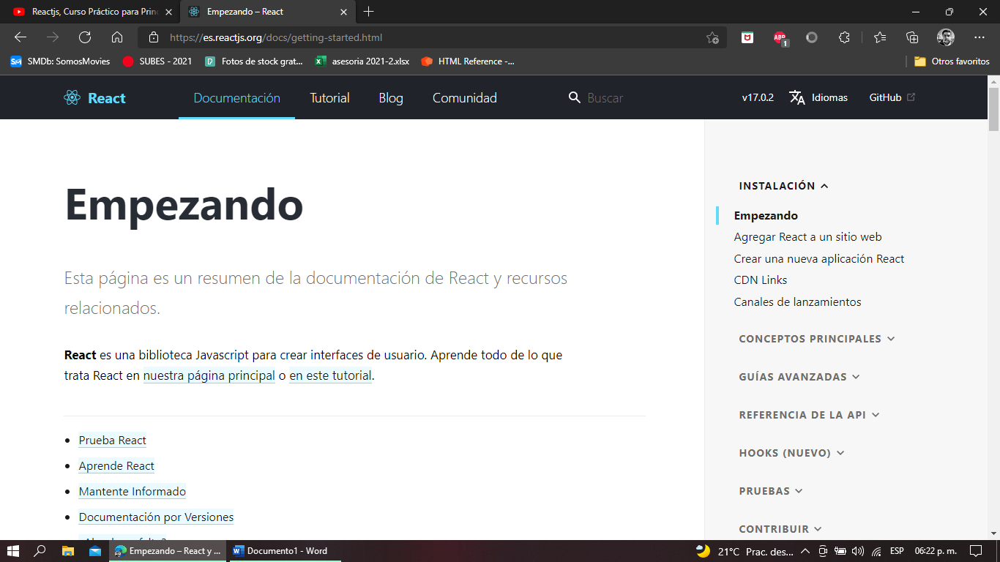 Reactjs, Curso Práctico para Prin
Empezando – React
https://es.reactjs.org/docs/getting-started.html
ABP
1
SM SMDb: SomosMovies
SUBES - 2021
Fotos de stock grat...
asesoria 2021-2.xlsx
HTML Reference -...
Otros favoritos
React
Documentación
Tutorial
Blog
Comunidad
Buscar
v17.0.2
Idiomas
GitHub
Empezando
Esta página es un resumen de la documentación de React y recursos
relacionados.
React es una biblioteca Javascript para crear interfaces de usuario. Aprende todo de lo que
trata React en nuestra página principal o en este tutorial.
Prueba React
Aprende React
Mantente Informado
Documentación por Versiones
INSTALACIÓN
Empezando
Agregar React a un sitio web
Crear una nueva aplicación React
CDN Links
Canales de lanzamientos
CONCEPTOS PRINCIPALES
GUÍAS AVANZADAS
REFERENCIA DE LA API
HOOKS (NUEVO)
PRUEBAS
CONTRIBUIR
Empezando – React y ...
Documento1 - Word
21°C Prac. des...
ESP
06:22 p. m.